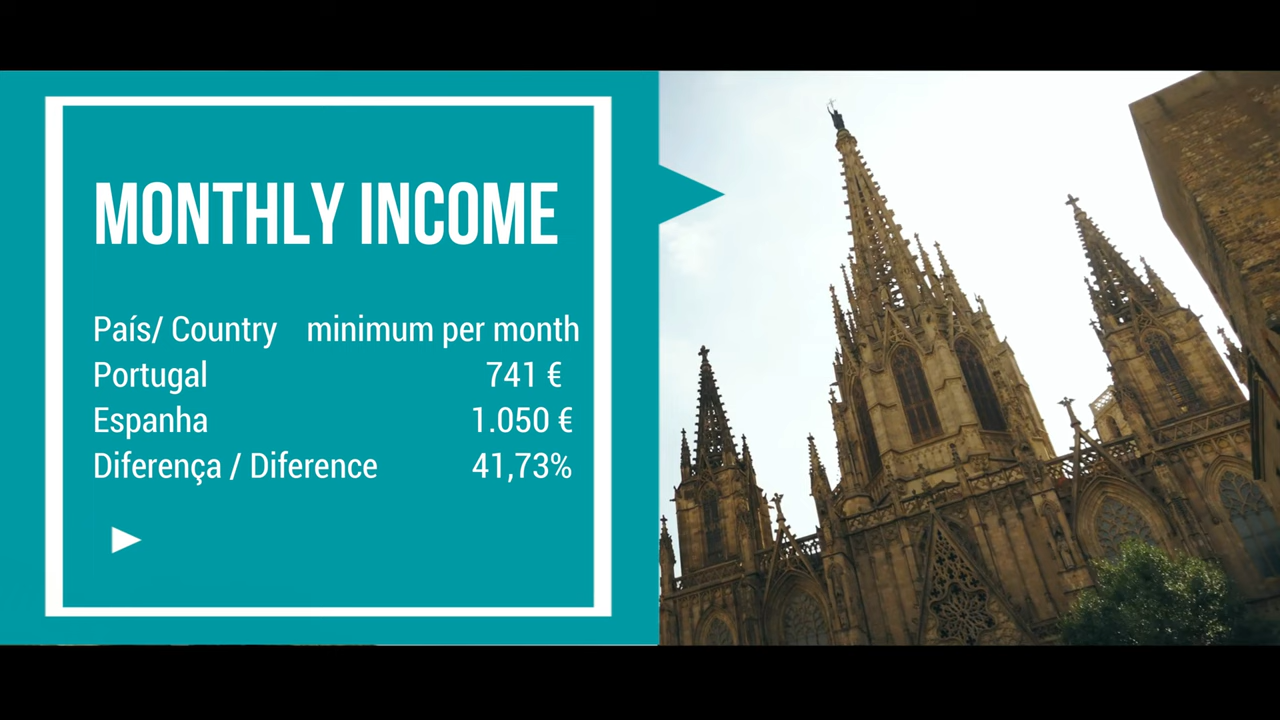 MONTHLY INCOME
País/ Country minimum per month
Portugal 741 €
Espanha 1.050 €
Diferença / Diference 41,73%